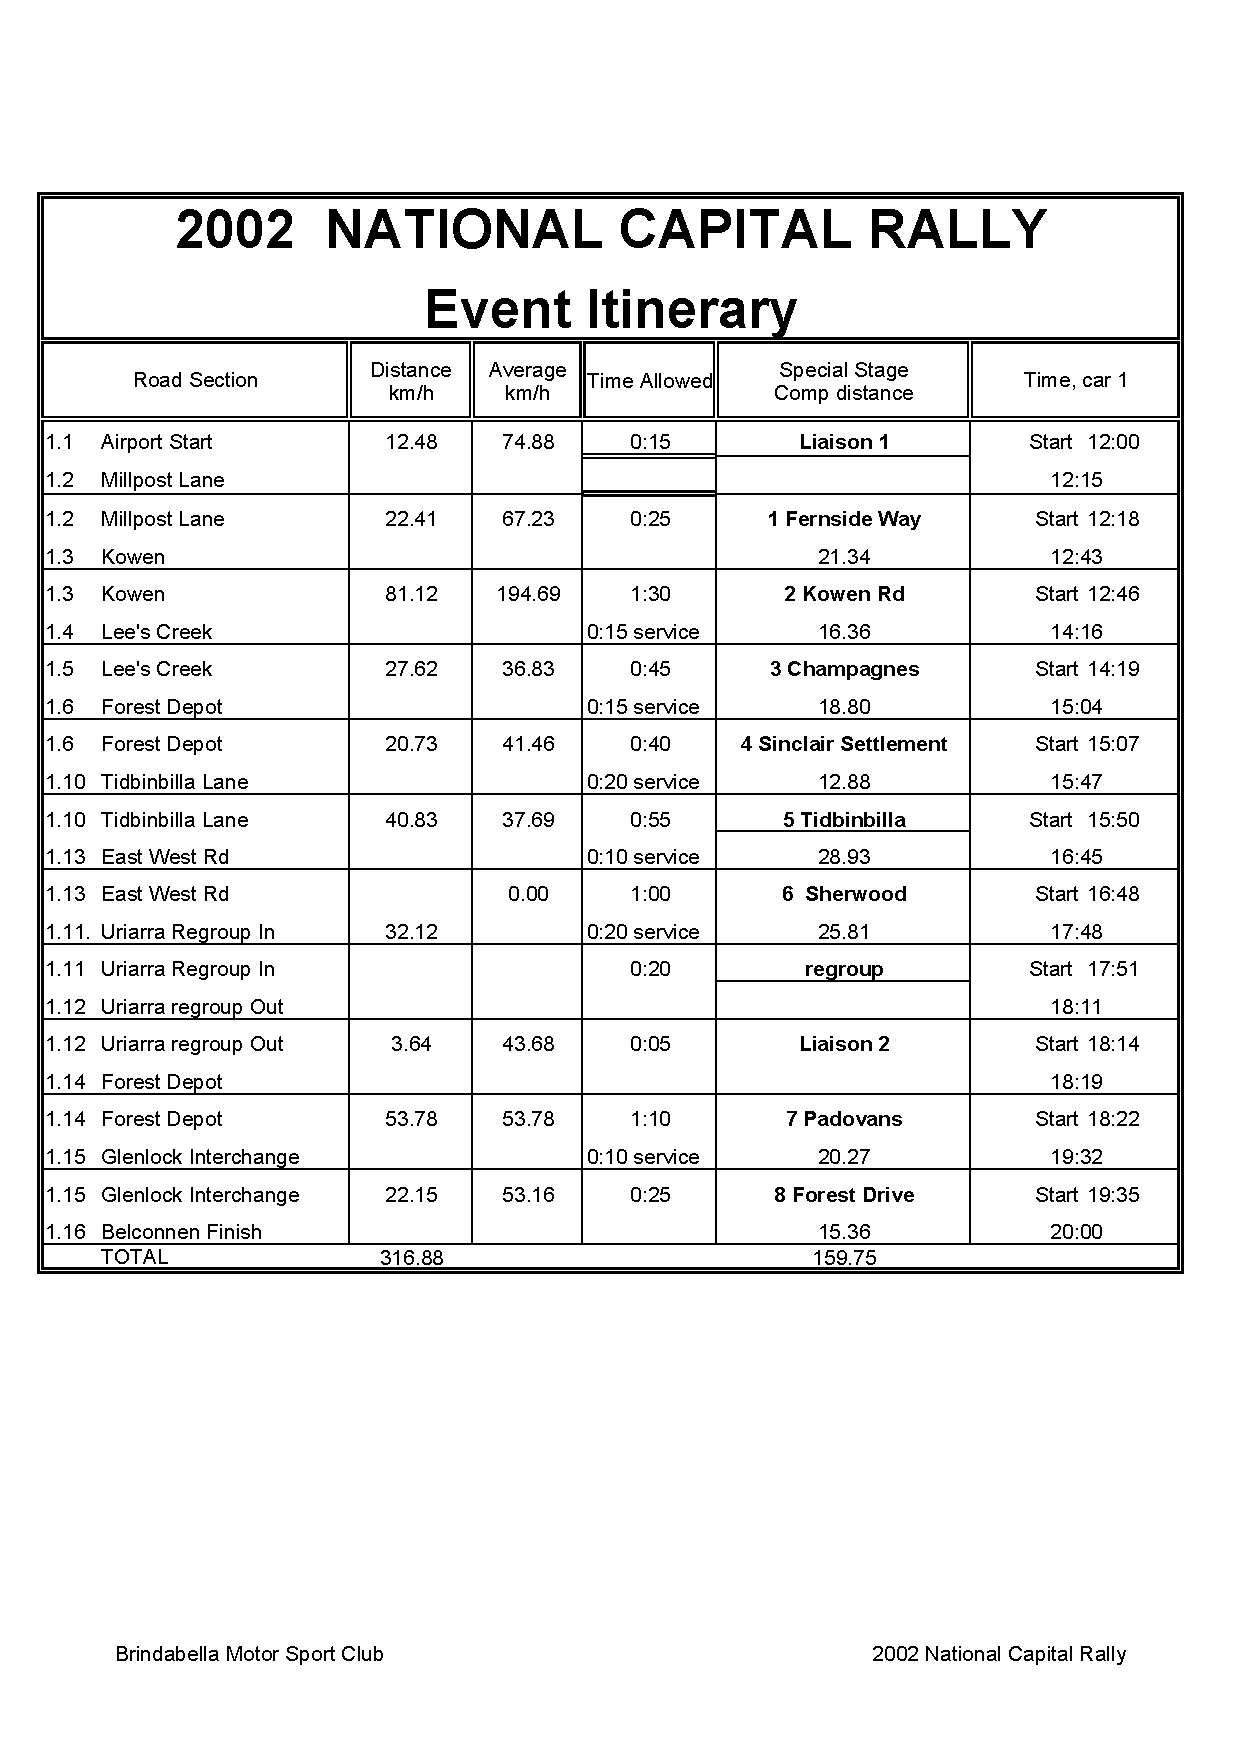 2002 NATIONAL CAPITAL RALLY
Event Itinerary
Road Section Distance km/h Average km/h Time Allowed Special Stage Comp distance Time, car 1
1.1 Airport Start 12.48 74.88 0:15 Liaison 1 Start 12:00
1.2 Millpost Lane 12:15
1.2 Millpost Lane 22.41 67.23 0:25 1 Fernside Way Start 12:18
1.3 Kowen 21.34 12:43
1.3 Kowen 81.12 194.69 1:30 2 Kowen Rd Start 12:46
1.4 Lee's Creek 0:15 service 16.36 14:16
1.5 Lee's Creek 27.62 36.83 0:45 3 Champagnes Start 14:19
1.6 Forest Depot 0:15 service 18.80 15:04
1.6 Forest Depot 20.73 41.46 0:40 4 Sinclair Settlement Start 15:07
1.10 Tidbinbilla Lane 0:20 service 12.88 15:47
1.10 Tidbinbilla Lane 40.83 37.69 0:55 5 Tidbinbilla Start 15:50
1.13 East West Rd 0:10 service 28.93 16:45
1.13 East West Rd 0.00 1:00 6 Sherwood Start 16:48
1.11. Uriarra Regroup In 32.12 0:20 service 25.81 17:48
1.11 Uriarra Regroup In 0:20 regroup Start 17:51
1.12 Uriarra regroup Out 18:11
1.12 Uriarra regroup Out 3.64 43.68 0:05 Liaison 2 Start 18:14
1.14 Forest Depot 18:19
1.14 Forest Depot 53.78 53.78 1:10 7 Padovans Start 18:22
1.15 Glenlock Interchange 0:10 service 20.27 19:32
1.15 Glenlock Interchange 22.15 53.16 0:25 8 Forest Drive Start 19:35
1.16 Belconnen Finish 15.36 20:00
TOTAL 316.88 159.75
Brindabella Motor Sport Club 2002 National Capital Rally